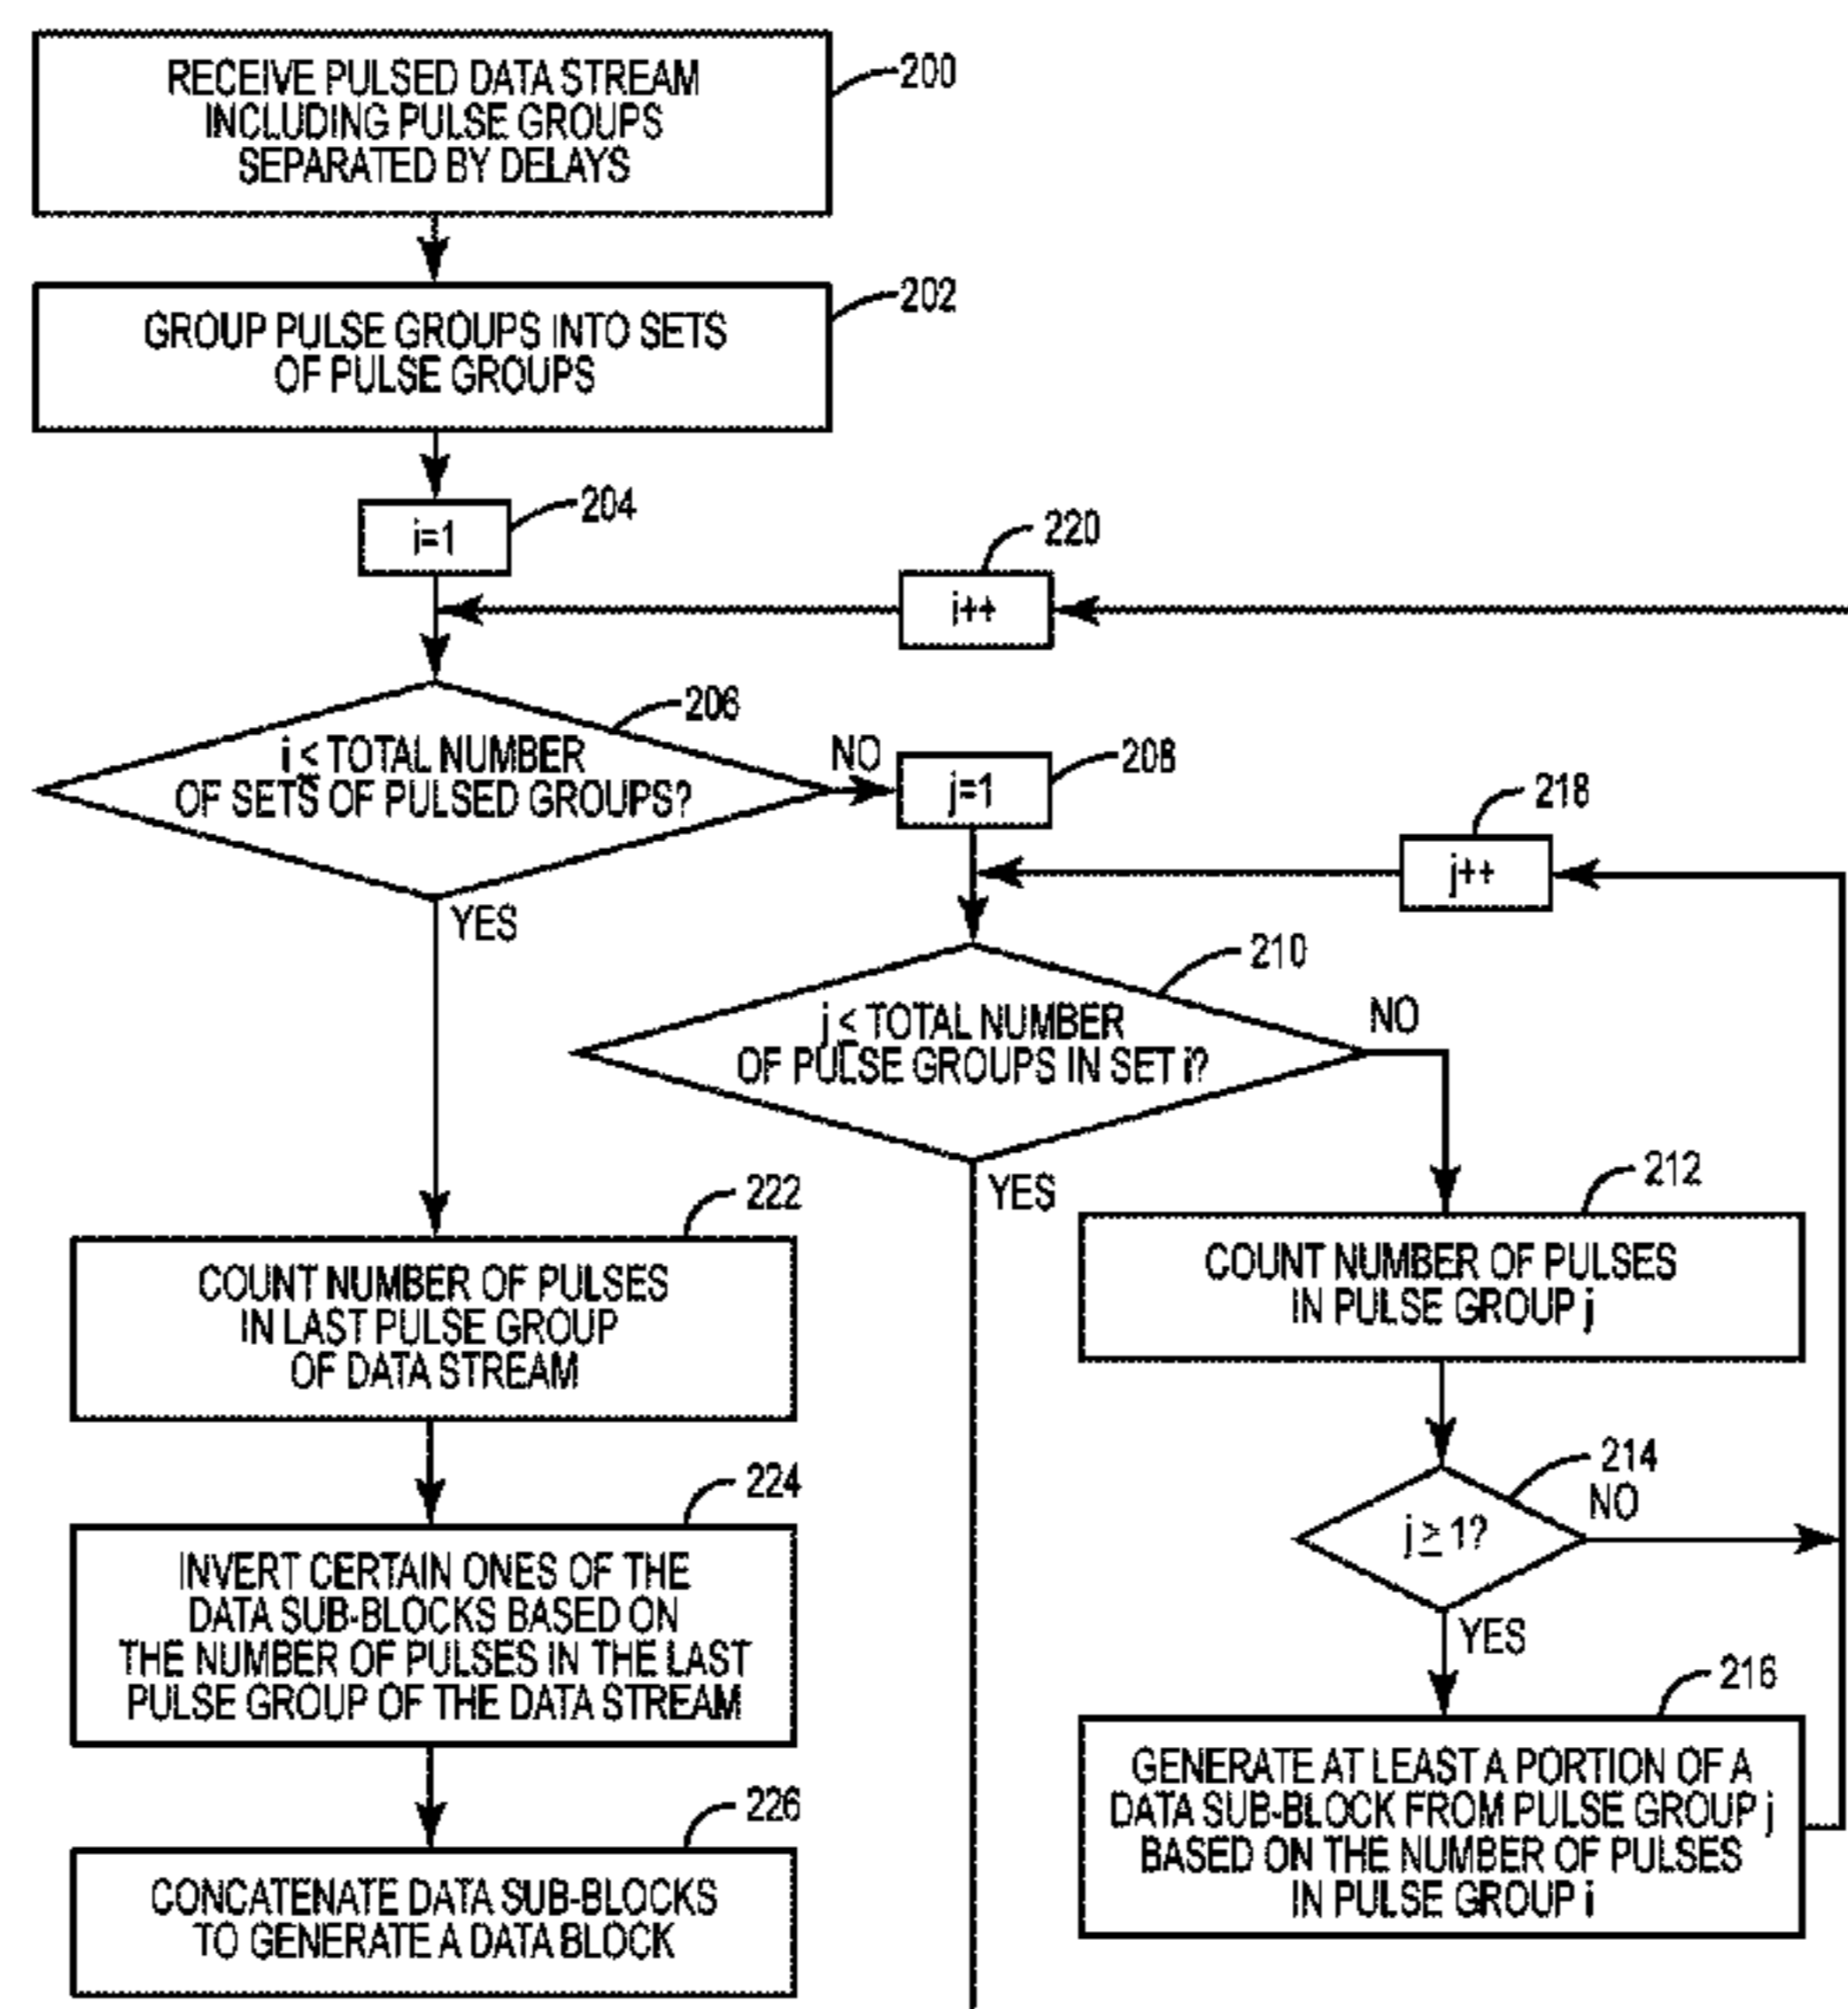 RECEIVE PULSED DATA STREAM
INCLUDING PULSE GROUPS
SEPARATED BY DELAYS
200
GROUP PULSE GROUPS INTO SETS
OF PULSE GROUPS
202
i=1
204
220
i++
206
i ≤ TOTAL NUMBER
OF SETS OF PULSED GROUPS?
NO
YES
j=1
208
218
j++
210
j ≤ TOTAL NUMBER
OF PULSE GROUPS IN SET i?
NO
YES
212
COUNT NUMBER OF PULSES
IN PULSE GROUP j
222
COUNT NUMBER OF PULSES
IN LAST PULSE GROUP
OF DATA STREAM
214
j ≥ 1?
NO
YES
224
INVERT CERTAIN ONES OF THE
DATA SUB-BLOCKS BASED ON
THE NUMBER OF PULSES IN THE LAST
PULSE GROUP OF THE DATA STREAM
216
GENERATE AT LEAST A PORTION OF A
DATA SUB-BLOCK FROM PULSE GROUP j
BASED ON THE NUMBER OF PULSES
IN PULSE GROUP i
226
CONCATENATE DATA SUB-BLOCKS
TO GENERATE A DATA BLOCK